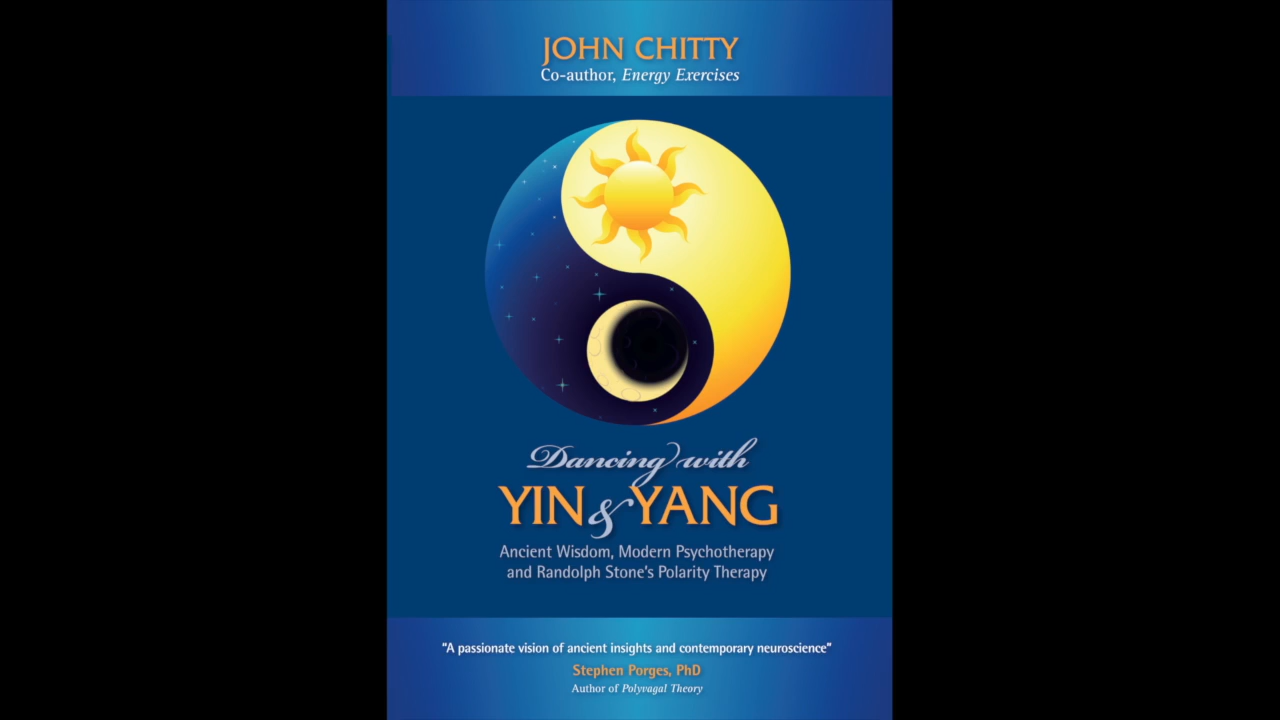 JOHN CHITTY
Co-author, Energy Exercises
Dancing with
YIN & YANG
Ancient Wisdom, Modern Psychotherapy
and Randolph Stone's Polarity Therapy
"A passionate vision of ancient insights and contemporary neuroscience"
Stephen Porges, PhD
Author of Polyvagal Theory